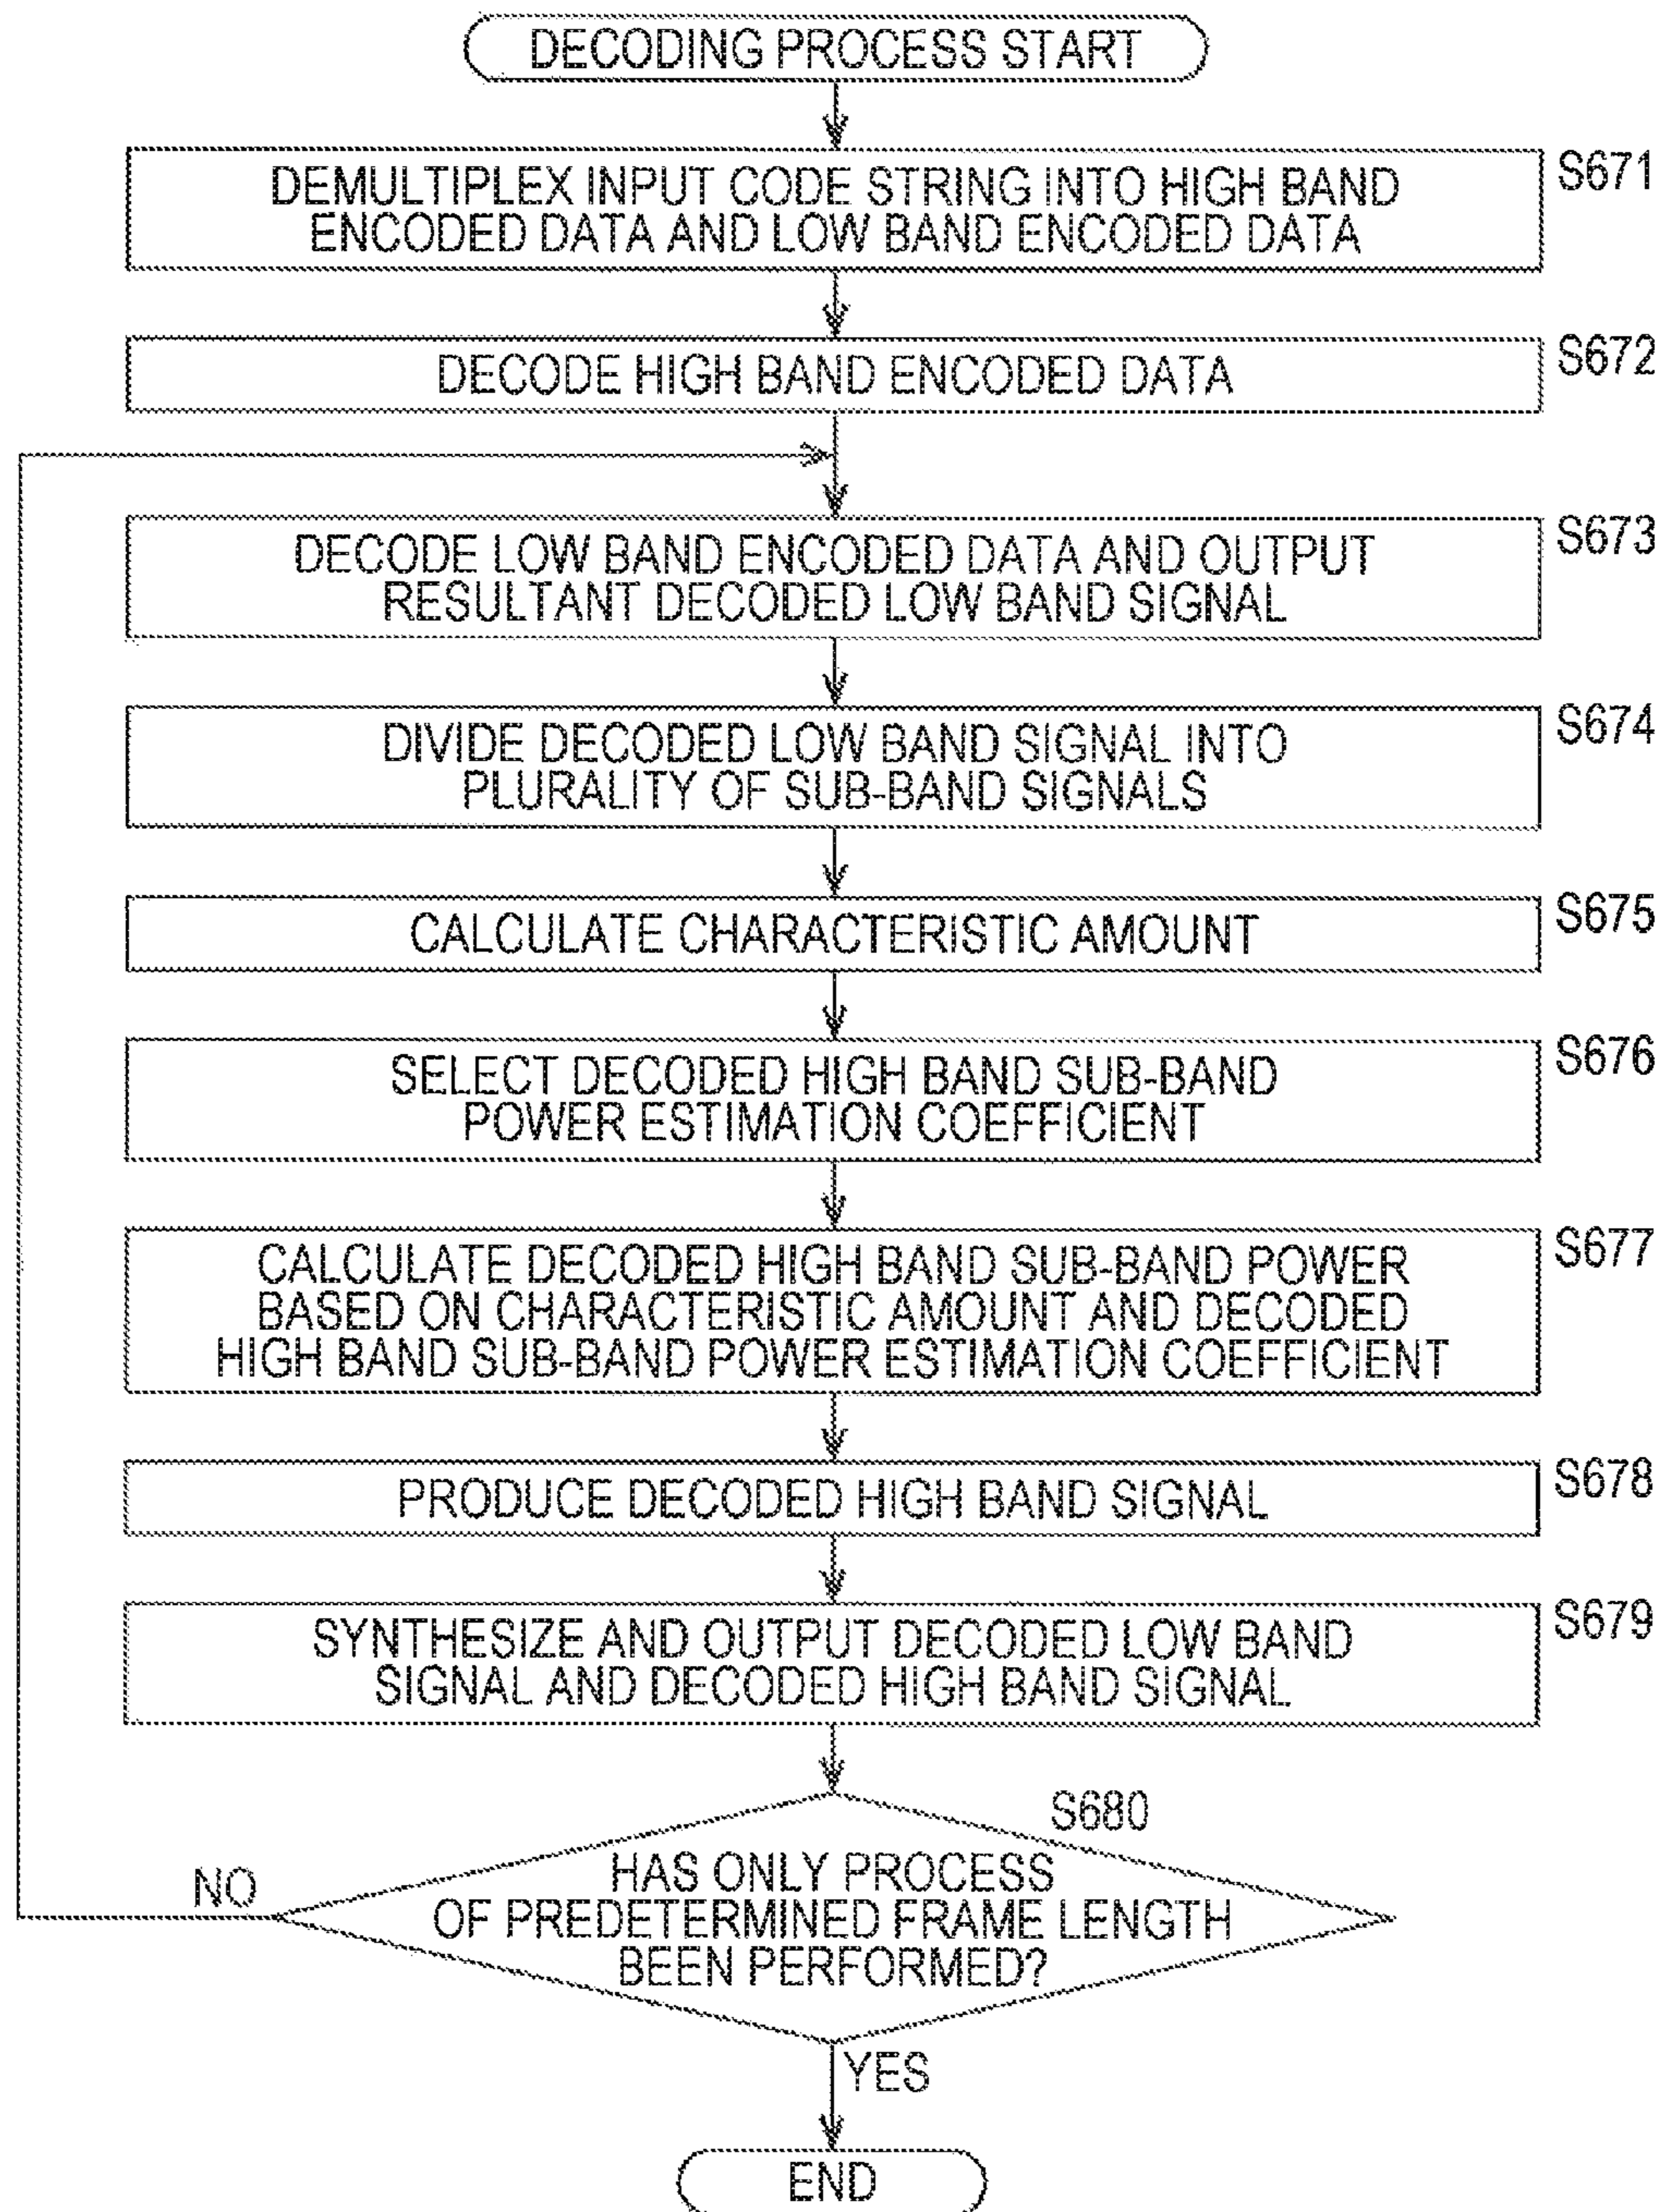 DECODING PROCESS START
S671
DEMULTIPLEX INPUT CODE STRING INTO HIGH BAND
ENCODED DATA AND LOW BAND ENCODED DATA
S672
DECODE HIGH BAND ENCODED DATA
S673
DECODE LOW BAND ENCODED DATA AND OUTPUT
RESULTANT DECODED LOW BAND SIGNAL
S674
DIVIDE DECODED LOW BAND SIGNAL INTO
PLURALITY OF SUB-BAND SIGNALS
S675
CALCULATE CHARACTERISTIC AMOUNT
S676
SELECT DECODED HIGH BAND SUB-BAND
POWER ESTIMATION COEFFICIENT
S677
CALCULATE DECODED HIGH BAND SUB-BAND POWER
BASED ON CHARACTERISTIC AMOUNT AND DECODED
HIGH BAND SUB-BAND POWER ESTIMATION COEFFICIENT
S678
PRODUCE DECODED HIGH BAND SIGNAL
S679
SYNTHESIZE AND OUTPUT DECODED LOW BAND
SIGNAL AND DECODED HIGH BAND SIGNAL
S680
HAS ONLY PROCESS
OF PREDETERMINED FRAME LENGTH
BEEN PERFORMED?
NO
YES
END